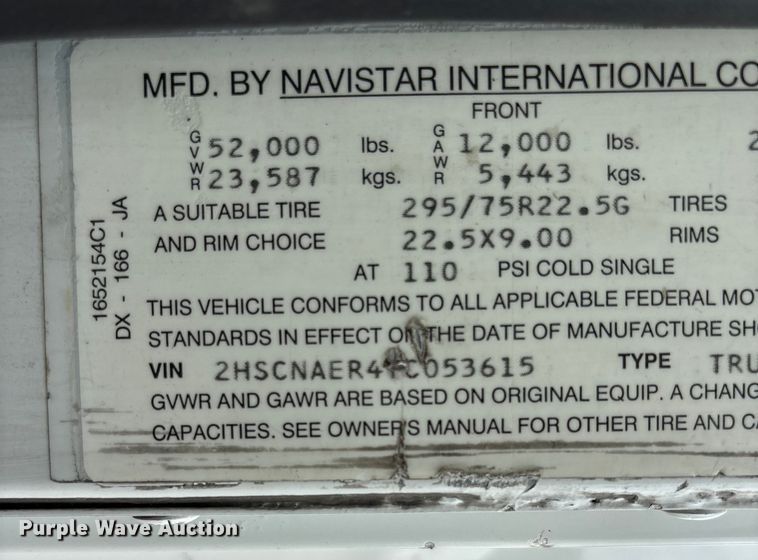 MFD. BY NAVISTAR INTERNATIONAL CO
FRONT
GVWR 52,000 lbs. GAWR 12,000 lbs. 2
23,587 kgs. 5,443 kgs.
A SUITABLE TIRE 295/75R22.5G TIRES
AND RIM CHOICE 22.5X9.00 RIMS
AT 110 PSI COLD SINGLE
THIS VEHICLE CONFORMS TO ALL APPLICABLE FEDERAL MOT
STANDARDS IN EFFECT ON THE DATE OF MANUFACTURE SH
VIN TYPE TRU
GVWR AND GAWR ARE BASED ON ORIGINAL EQUIP. A CHANG
CAPACITIES. SEE OWNER'S MANUAL FOR OTHER TIRE AND CA
1652154C1
DX - 166 - JA
Purple Wave Auction